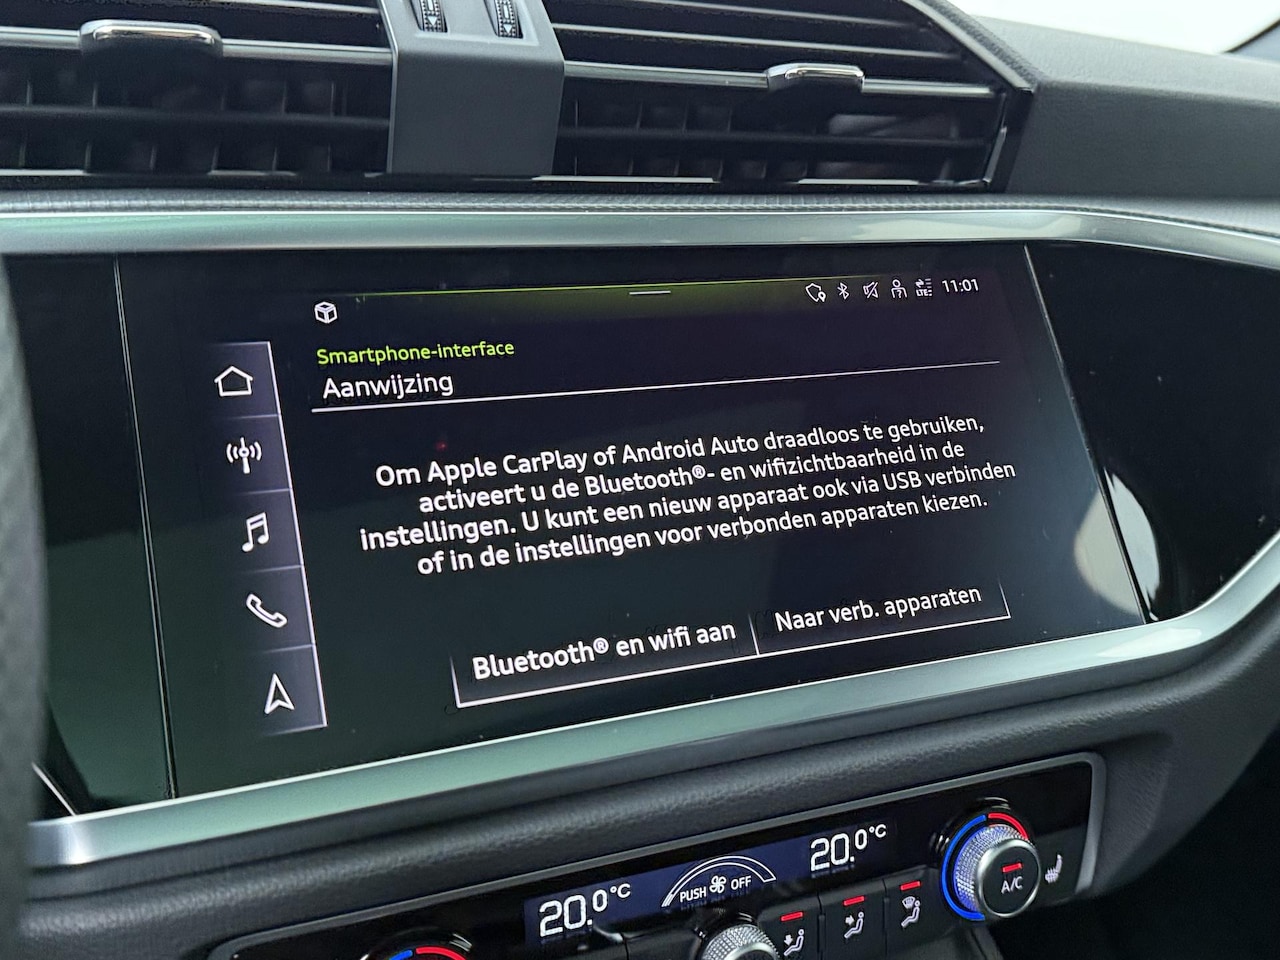 LTE 11:01
Smartphone-interface
Aanwijzing
Om Apple CarPlay of Android Auto draadloos te gebruiken,
activeert u de Bluetooth®- en wifizichtbaarheid in de
instellingen. U kunt een nieuw apparaat ook via USB verbinden
of in de instellingen voor verbonden apparaten kiezen.
Bluetooth® en wifi aan
Naar verb. apparaten
20.0°C
PUSH OFF
20.0°C
A/C